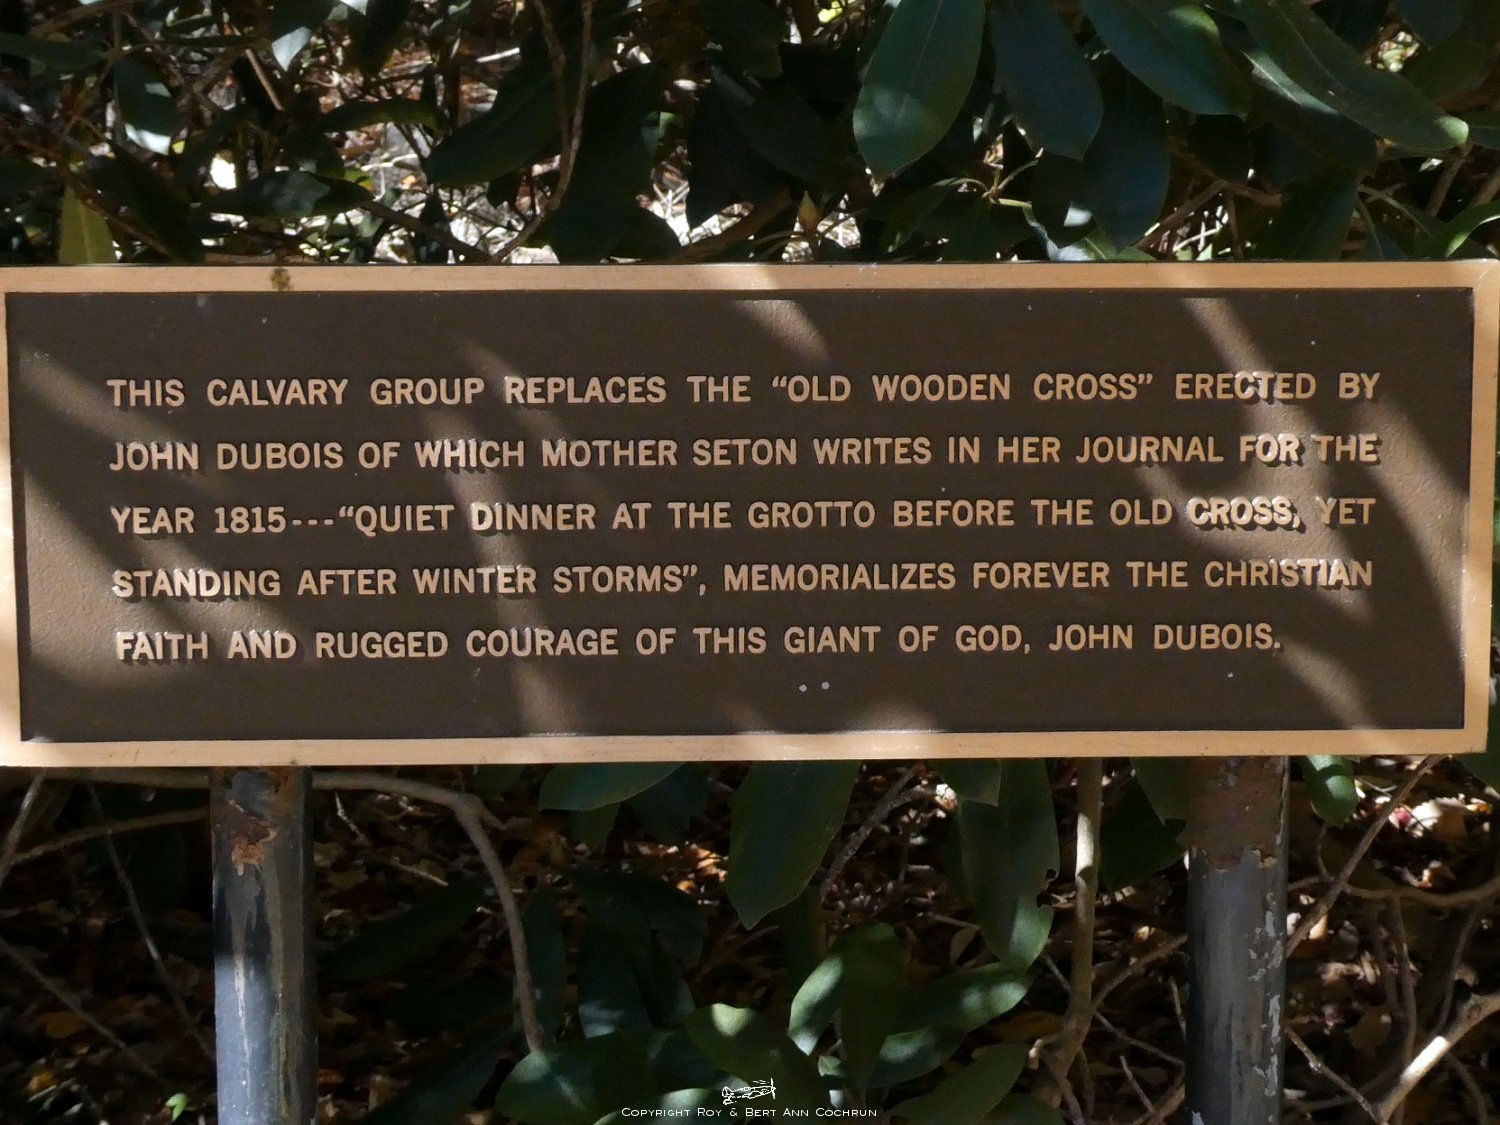 THIS CALVARY GROUP REPLACES THE “OLD WOODEN CROSS” ERECTED BY
JOHN DUBOIS OF WHICH MOTHER SETON WRITES IN HER JOURNAL FOR THE
YEAR 1815---“QUIET DINNER AT THE GROTTO BEFORE THE OLD CROSS, YET
STANDING AFTER WINTER STORMS”, MEMORIALIZES FOREVER THE CHRISTIAN
FAITH AND RUGGED COURAGE OF THIS GIANT OF GOD, JOHN DUBOIS.
Copyright Roy & Bert Ann Cochrun